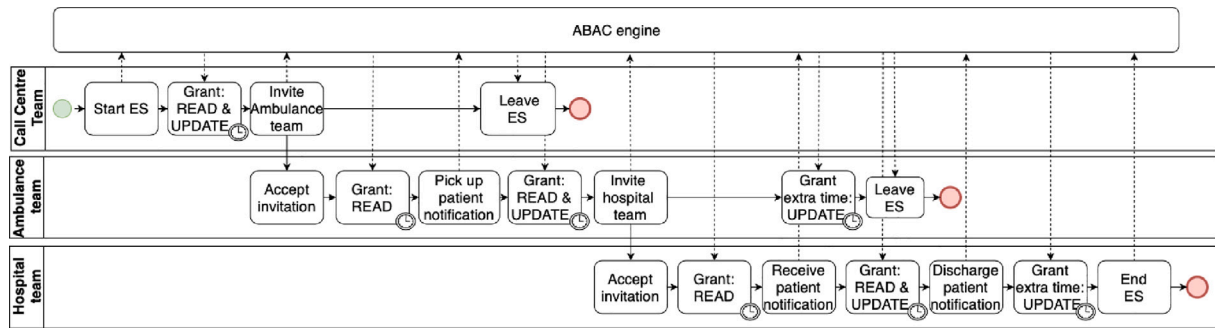 ABAC engine
Call Centre
Team
Start ES
Grant:
READ &
UPDATE
Invite
Ambulance
team
Leave
ES
Ambulance
team
Accept
invitation
Grant:
READ
Pick up
patient
notification
Grant:
READ &
UPDATE
Invite
hospital
team
Grant
extra time:
UPDATE
Leave
ES
Hospital
team
Accept
invitation
Grant:
READ
Receive
patient
notification
Grant:
READ &
UPDATE
Discharge
patient
notification
Grant
extra time:
UPDATE
End
ES